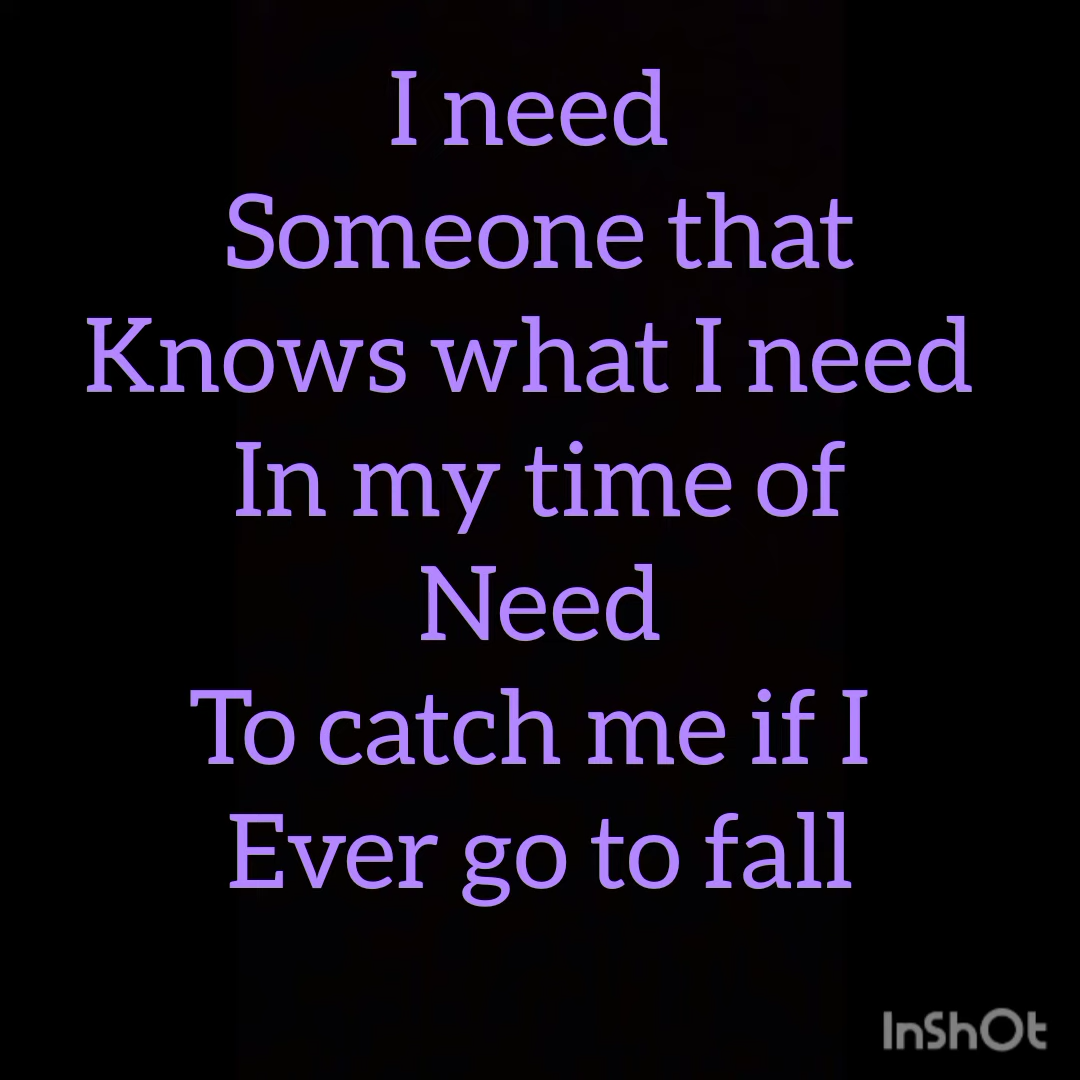 I need
Someone that
Knows what I need
In my time of
Need
To catch me if I
Ever go to fall
InShOt